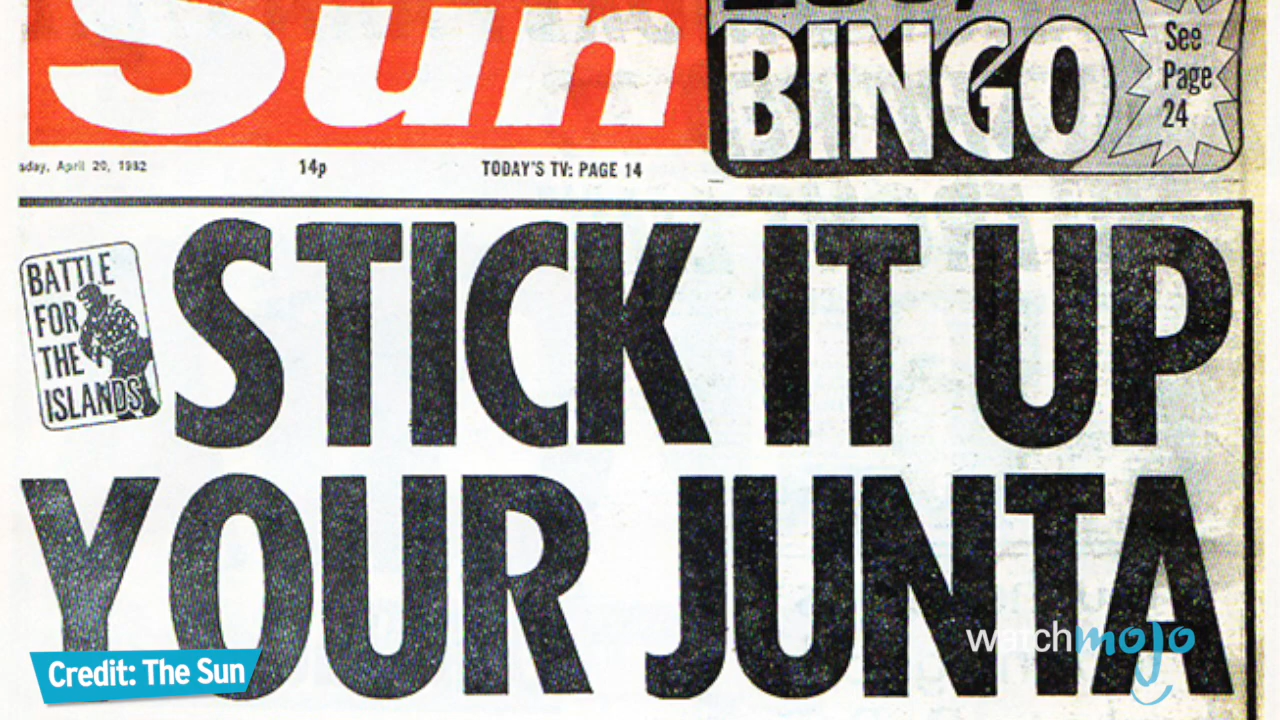 Sun
BINGO
See
Page
24
sday, April 20, 1982
14p
TODAY'S TV: PAGE 14
BATTLE
FOR
THE
ISLANDS
STICK IT UP
YOUR JUNTA
Credit: The Sun
watchmojo